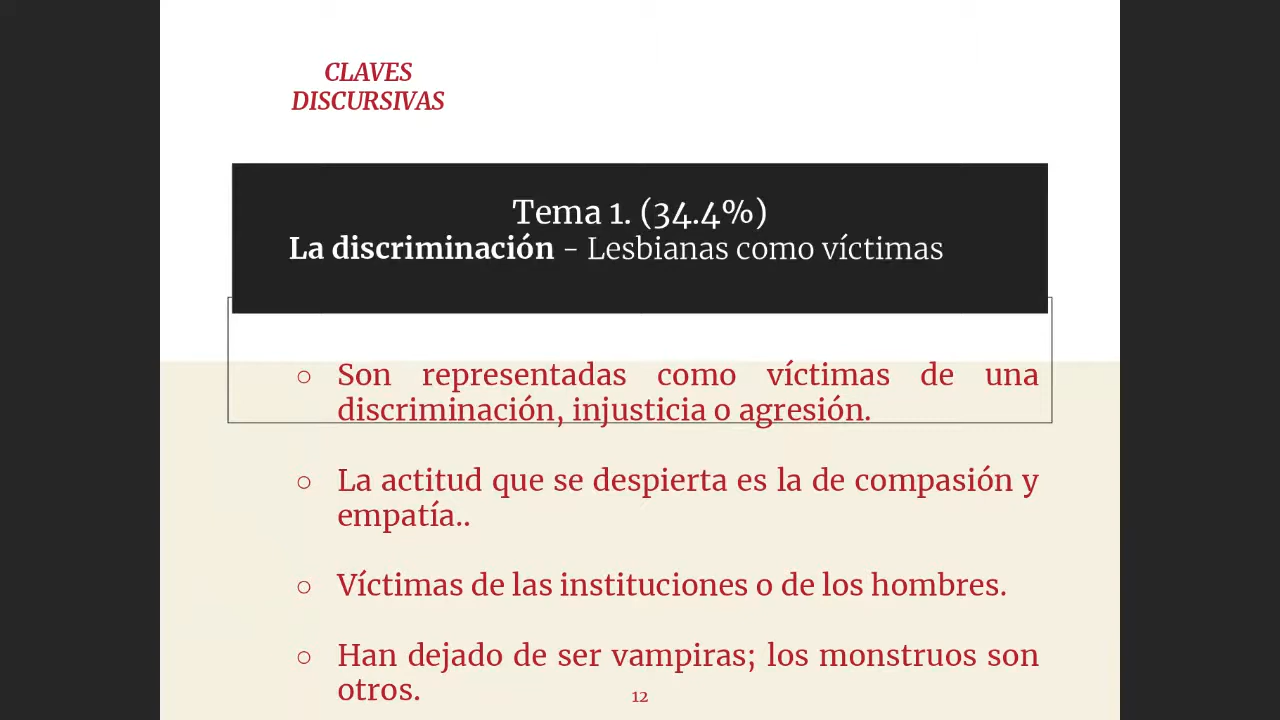 CLAVES
DISCURSIVAS
Tema 1. (34.4%)
La discriminación - Lesbianas como víctimas
○ Son representadas como víctimas de una
discriminación, injusticia o agresión.
○ La actitud que se despierta es la de compasión y
empatía..
○ Víctimas de las instituciones o de los hombres.
○ Han dejado de ser vampiras; los monstruos son
otros.
12